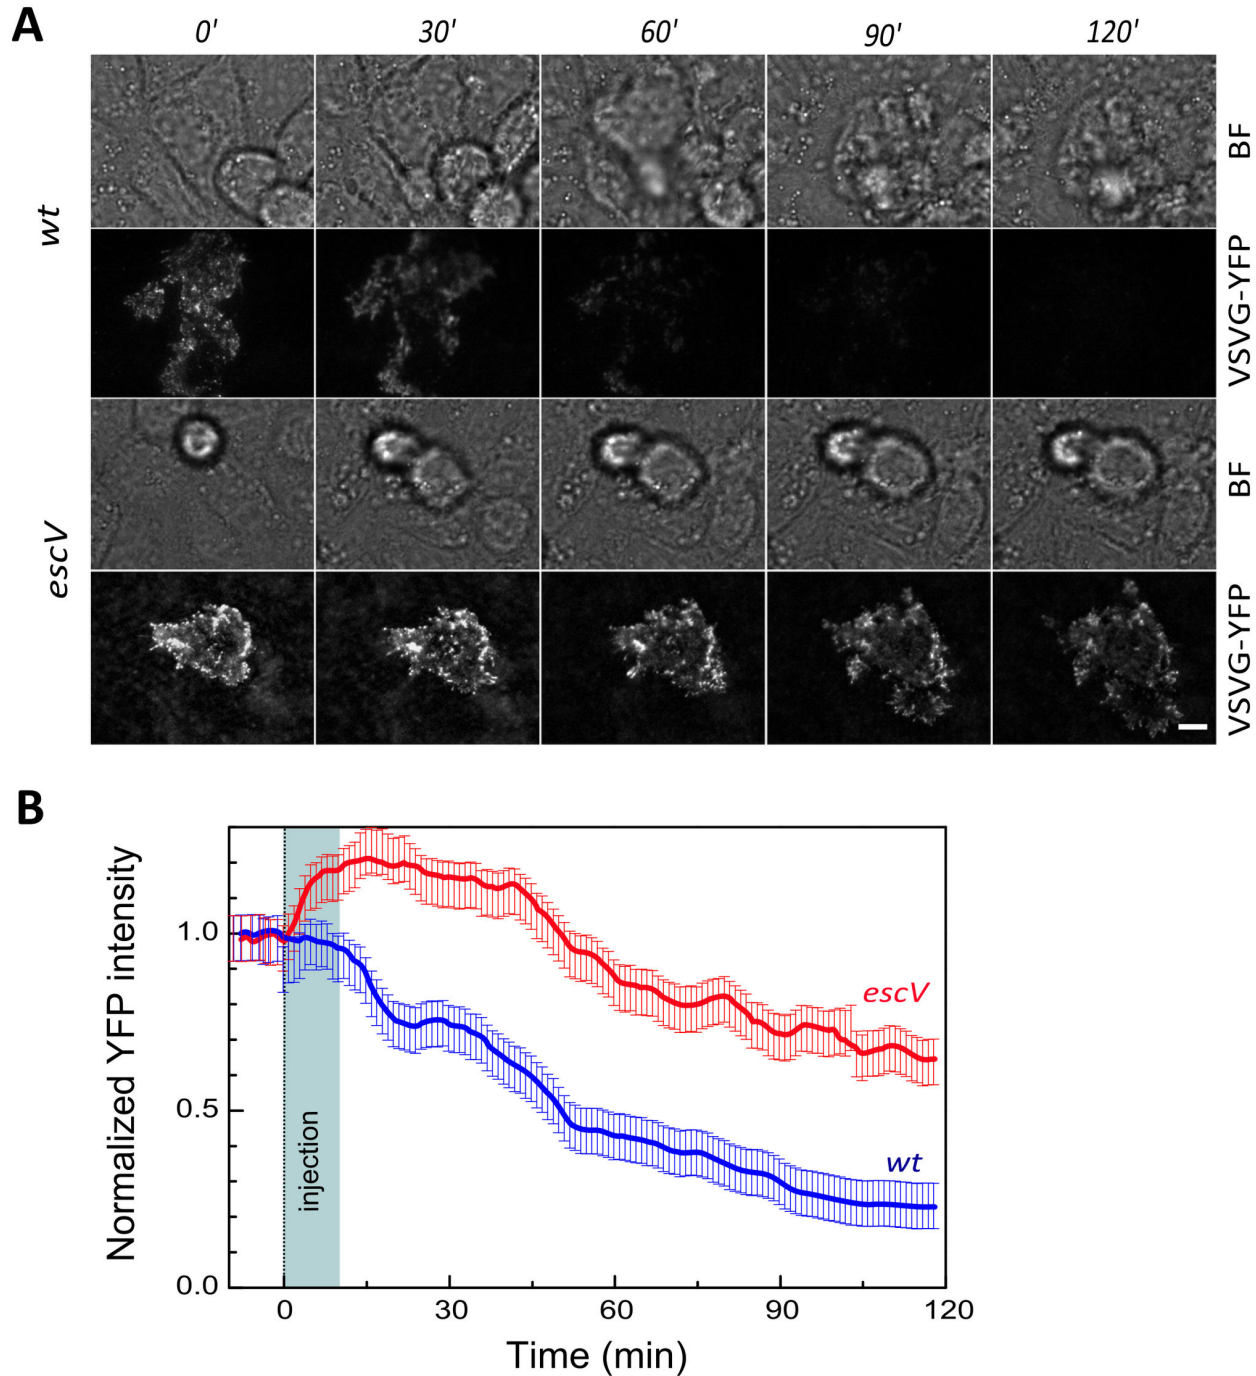 A
0' 30' 60' 90' 120'
wt
BF
VSVG-YFP
escV
BF
VSVG-YFP
B
Normalized YFP intensity
1.0
0.5
0.0
injection
escV
wt
0 30 60 90 120
Time (min)